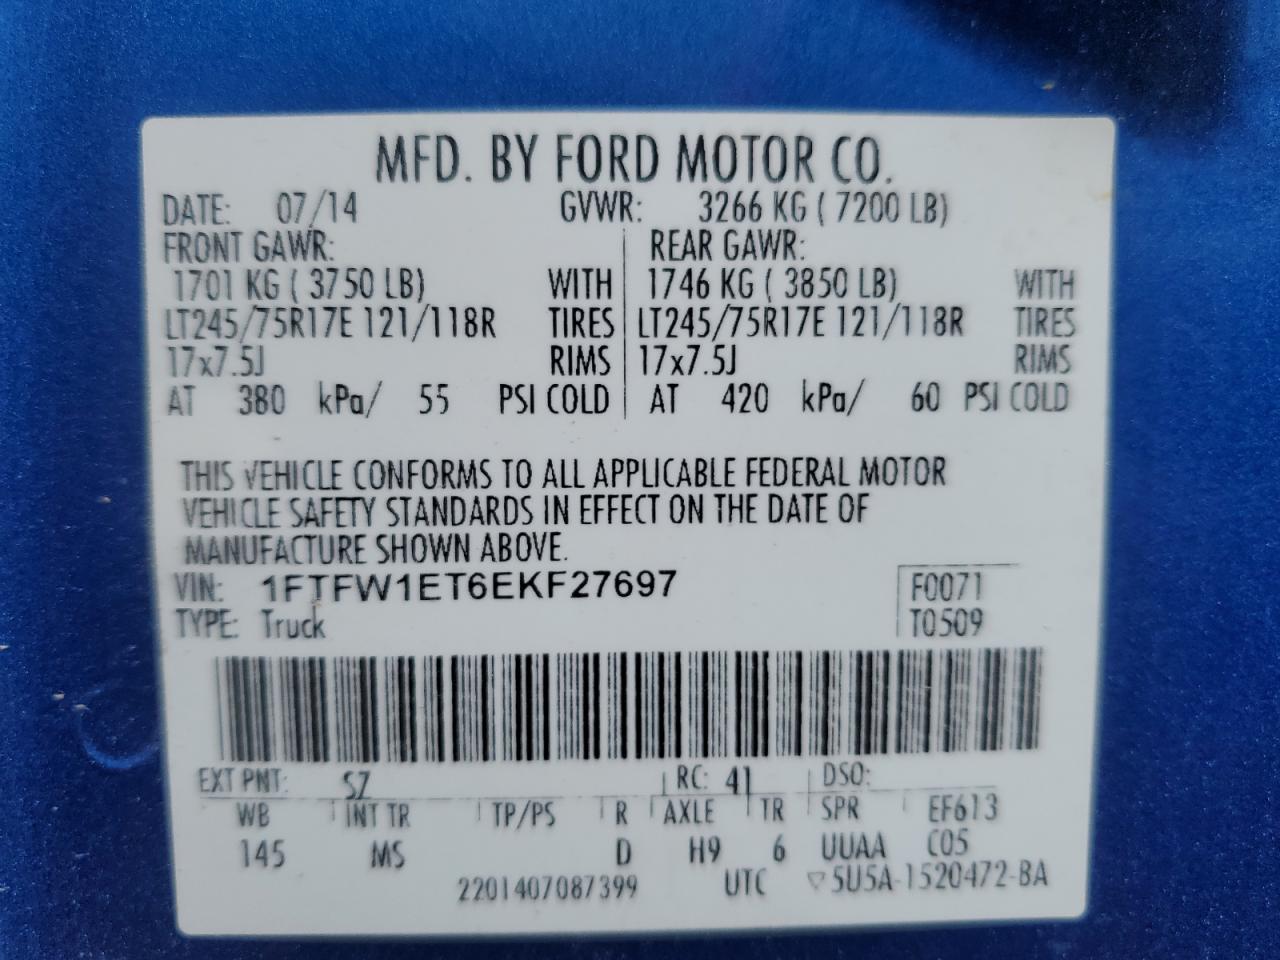 MFD. BY FORD MOTOR CO.
DATE: 07/14 GVWR: 3266 KG ( 7200 LB)
FRONT GAWR: REAR GAWR:
1701 KG ( 3750 LB) WITH 1746 KG ( 3850 LB) WITH
LT245/75R17E 121/118R TIRES LT245/75R17E 121/118R TIRES
17x7.5J RIMS 17x7.5J RIMS
AT 380 kPa/ 55 PSI COLD AT 420 kPa/ 60 PSI COLD
THIS VEHICLE CONFORMS TO ALL APPLICABLE FEDERAL MOTOR
VEHICLE SAFETY STANDARDS IN EFFECT ON THE DATE OF
MANUFACTURE SHOWN ABOVE.
VIN: 1FTFW1ET6EKF27697 F0071
TYPE: Truck T0509
EXT PNT: SZ RC: 41 DSO:
WB INT TR TP/PS R AXLE TR SPR EF613
145 MS D H9 6 UUAA C05
2201407087399 UTC ▽5U5A-1520472-BA